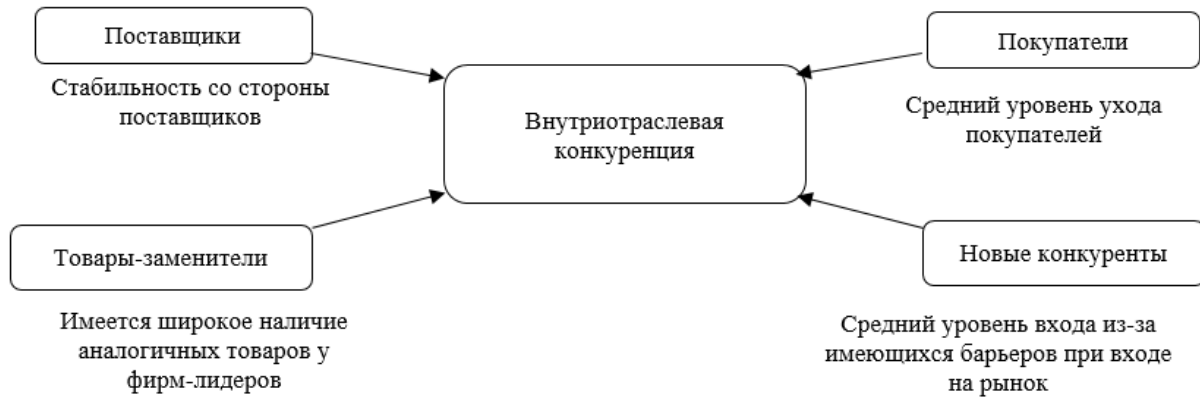 Поставщики
Стабильность со стороны
поставщиков
Покупатели
Средний уровень ухода
покупателей
Внутриотраслевая
конкуренция
Товары-заменители
Имеется широкое наличие
аналогичных товаров у
фирм-лидеров
Новые конкуренты
Средний уровень входа из-за
имеющихся барьеров при входе
на рынок